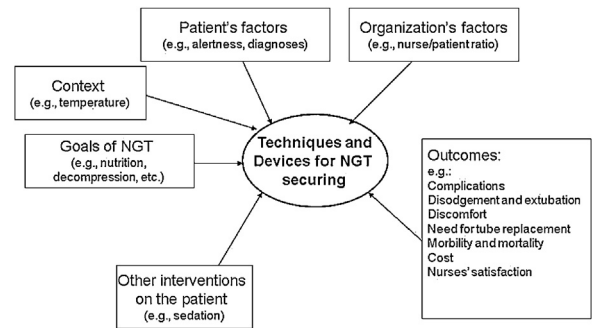 Patient's factors
(e.g., alertness, diagnoses)
Organization's factors
(e.g., nurse/patient ratio)
Context
(e.g., temperature)
Goals of NGT
(e.g., nutrition,
decompression, etc.)
Techniques and
Devices for NGT
securing
Outcomes:
e.g.:
Complications
Disodgement and extubation
Discomfort
Need for tube replacement
Morbility and mortality
Cost
Nurses' satisfaction
Other interventions
on the patient
(e.g., sedation)